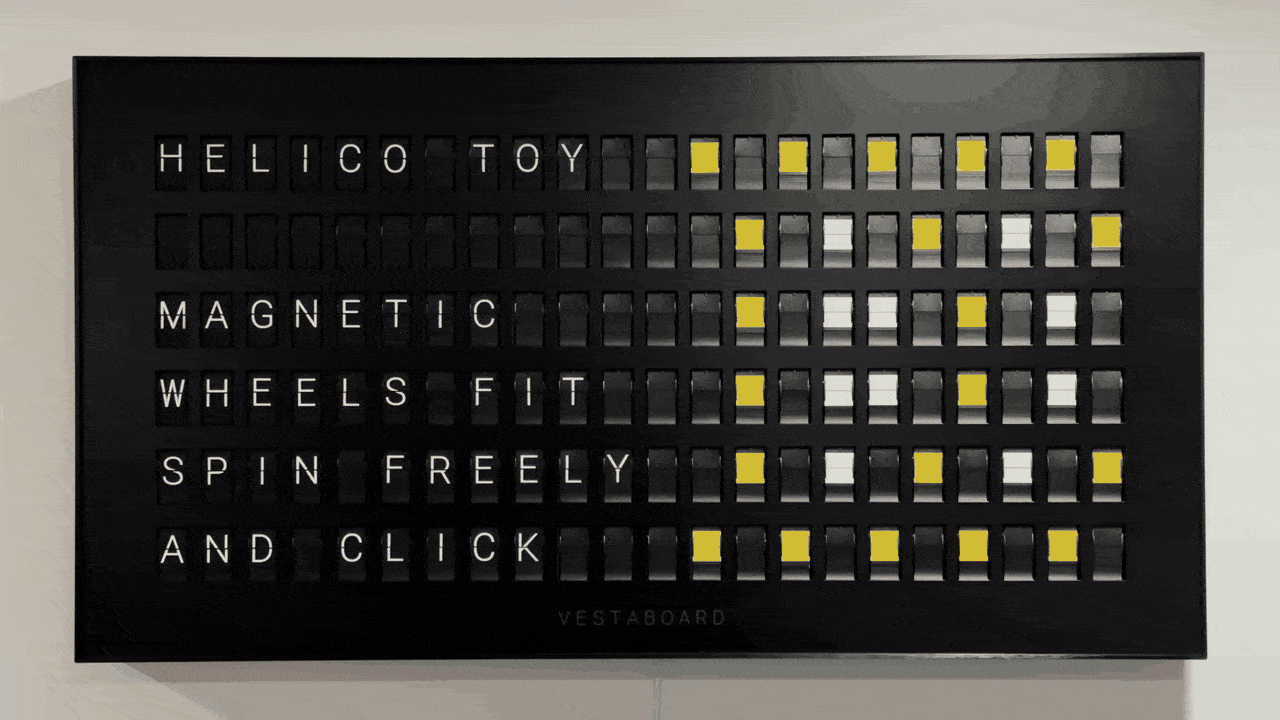 HELICO TOY
MAGNETIC
WHEELS FIT
SPIN FREELY
AND CLICK
VESTABOARD